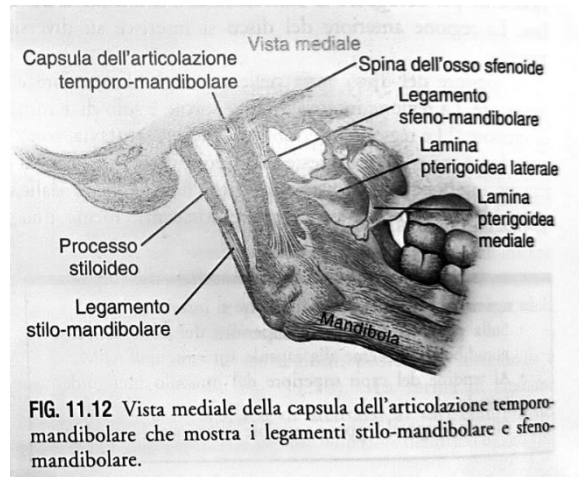 Vista mediale
Capsula dell'articolazione
temporo-mandibolare
Spina dell'osso sfenoide
Legamento
sfeno-mandibolare
Lamina
pterigoidea laterale
Lamina
pterigoidea
mediale
Processo
stiloideo
Legamento
stilo-mandibolare
Mandibola
FIG. 11.12 Vista mediale della capsula dell'articolazione temporo-
mandibolare che mostra i legamenti stilo-mandibolare e sfeno-
mandibolare.